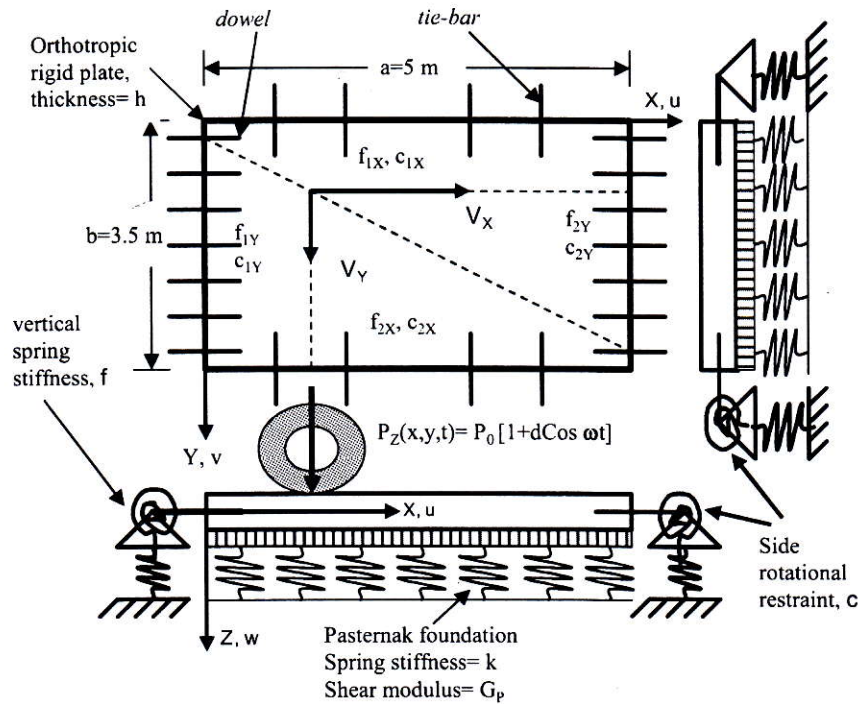 dowel
tie-bar
Orthotropic
rigid plate,
thickness= h
a=5 m
X, u
f1X, c1X
VX
b=3.5 m
f1Y
c1Y
f2Y
c2Y
VY
f2X, c2X
vertical
spring
stiffness, f
Y, v
PZ(x,y,t)= P0 [1+dCos ωt]
X, u
Side
rotational
restraint, c
Z, w
Pasternak foundation
Spring stiffness= k
Shear modulus= GP